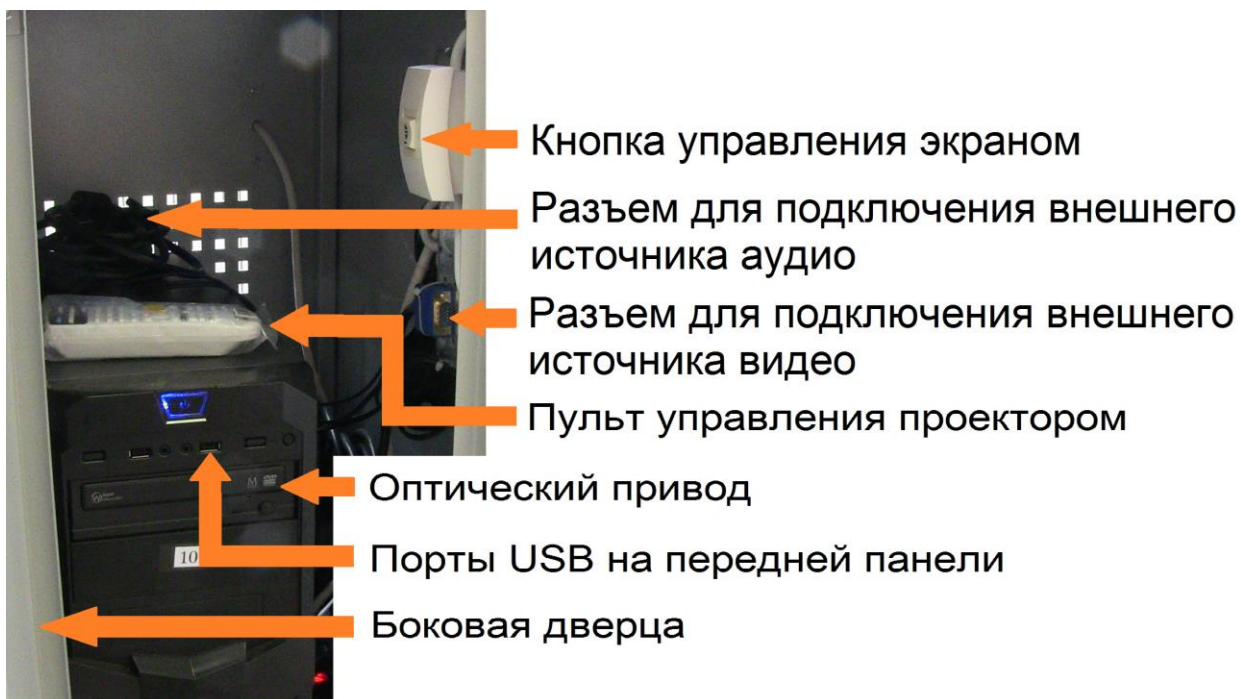 Кнопка управления экраном
Разъем для подключения внешнего
источника аудио
Разъем для подключения внешнего
источника видео
Пульт управления проектором
Оптический привод
Порты USB на передней панели
Боковая дверца
10